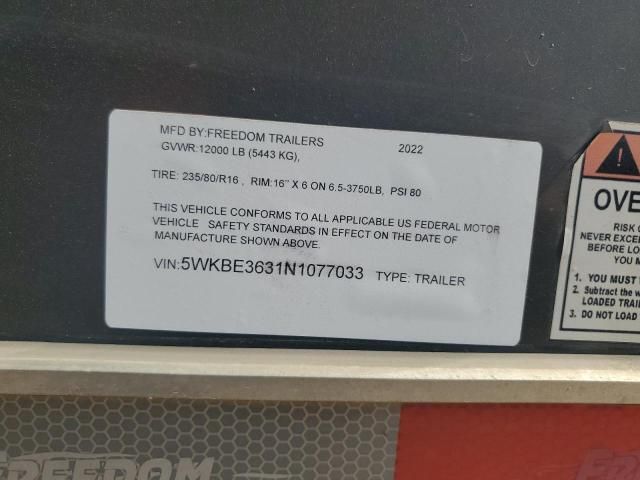 MFD BY:FREEDOM TRAILERS 2022
GVWR:12000 LB (5443 KG),
TIRE: 235/80/R16 , RIM:16" X 6 ON 6.5-3750LB, PSI 80
THIS VEHICLE CONFORMS TO ALL APPLICABLE US FEDERAL MOTOR
VEHICLE SAFETY STANDARDS IN EFFECT ON THE DATE OF
MANUFACTURE SHOWN ABOVE.
VIN:5WKBE3631N1077033 TYPE: TRAILER
OVE
RISK
NEVER EXCE
BEFORE LO
YOU M
1. YOU MUST
2. Subtract the w
LOADED TRAI
3. DO NOT LOAD
FREEDOM
FREE